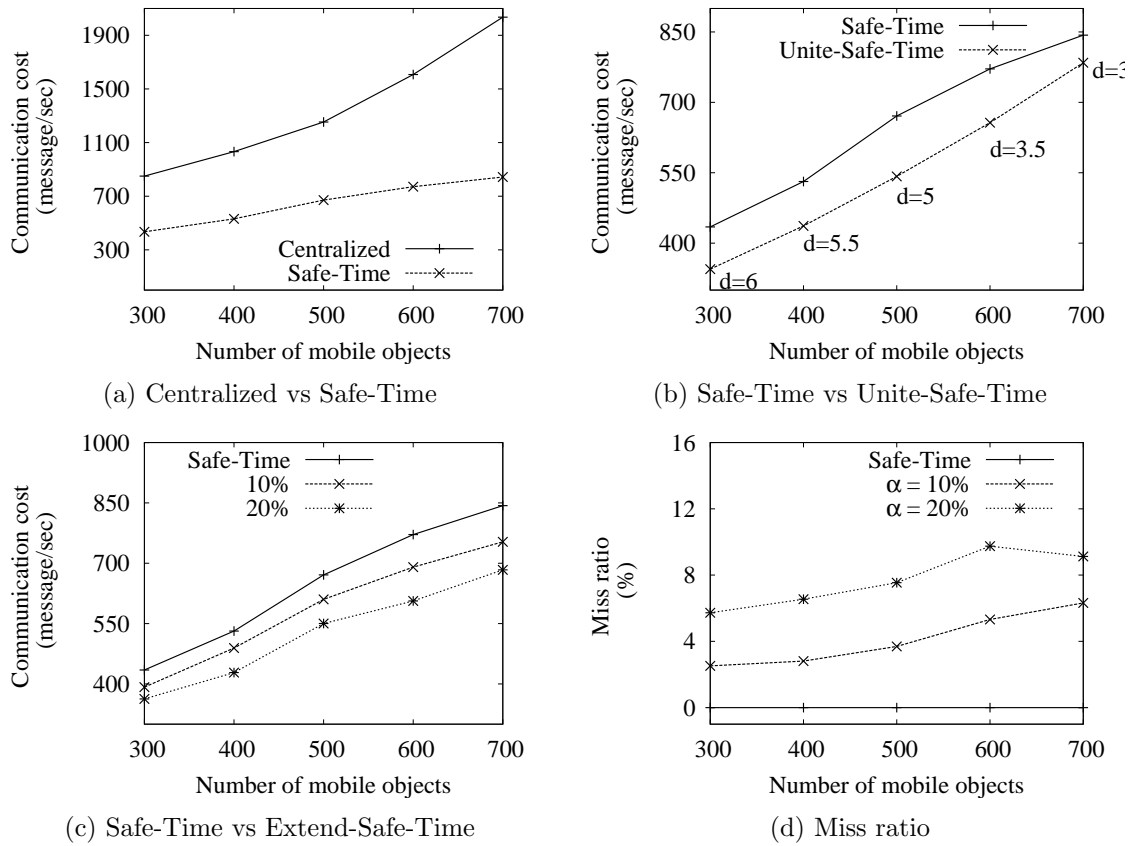 1900
1500
1100
700
300
Communication cost
(message/sec)
Centralized
Safe-Time
300 400 500 600 700
Number of mobile objects
(a) Centralized vs Safe-Time
850
700
550
400
Communication cost
(message/sec)
Safe-Time
Unite-Safe-Time
d=3
d=3.5
d=5
d=5.5
d=6
300 400 500 600 700
Number of mobile objects
(b) Safe-Time vs Unite-Safe-Time
1000
850
700
550
400
Communication cost
(message/sec)
Safe-Time
10%
20%
300 400 500 600 700
Number of mobile objects
(c) Safe-Time vs Extend-Safe-Time
16
12
8
4
0
Miss ratio
(%)
Safe-Time
α = 10%
α = 20%
300 400 500 600 700
Number of mobile objects
(d) Miss ratio